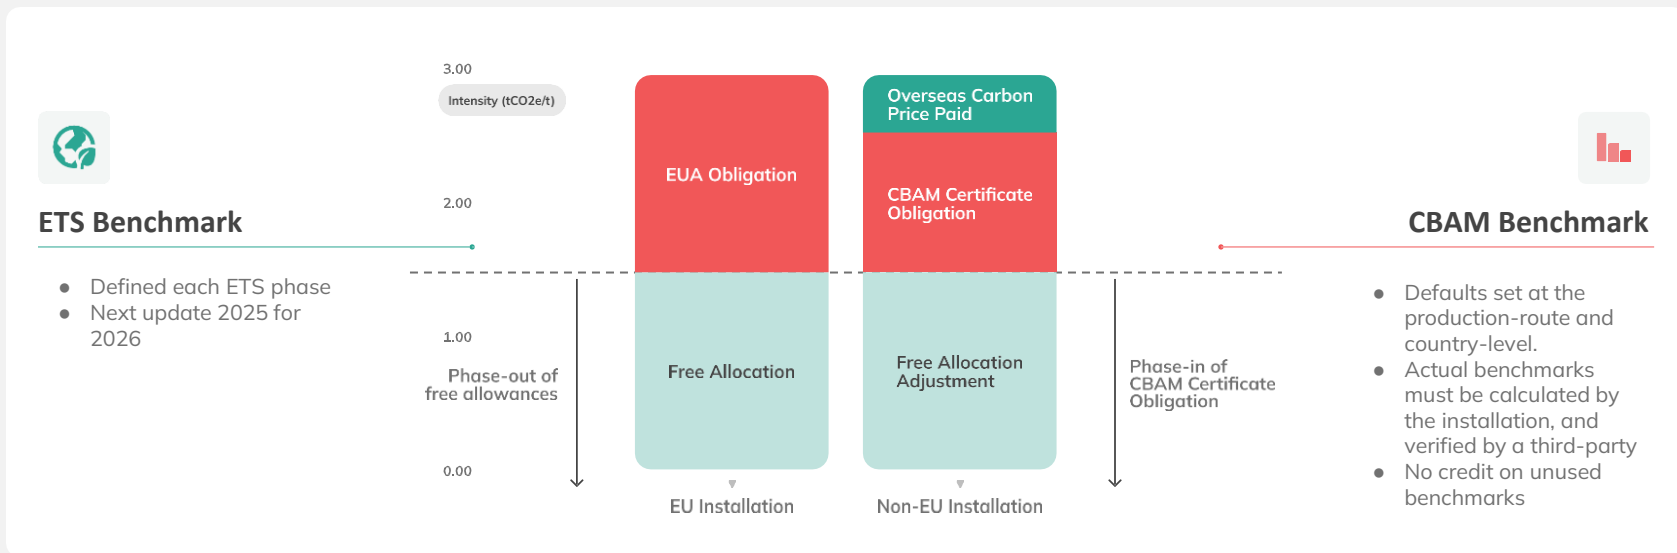 ETS Benchmark
● Defined each ETS phase
● Next update 2025 for
2026
3.00
Intensity (tCO2e/t)
2.00
1.00
0.00
Phase-out of
free allowances
EUA Obligation
Free Allocation
EU Installation
Overseas Carbon
Price Paid
CBAM Certificate
Obligation
Free Allocation
Adjustment
Non-EU Installation
Phase-in of
CBAM Certificate
Obligation
CBAM Benchmark
● Defaults set at the
production-route and
country-level.
● Actual benchmarks
must be calculated by
the installation, and
verified by a third-party
● No credit on unused
benchmarks